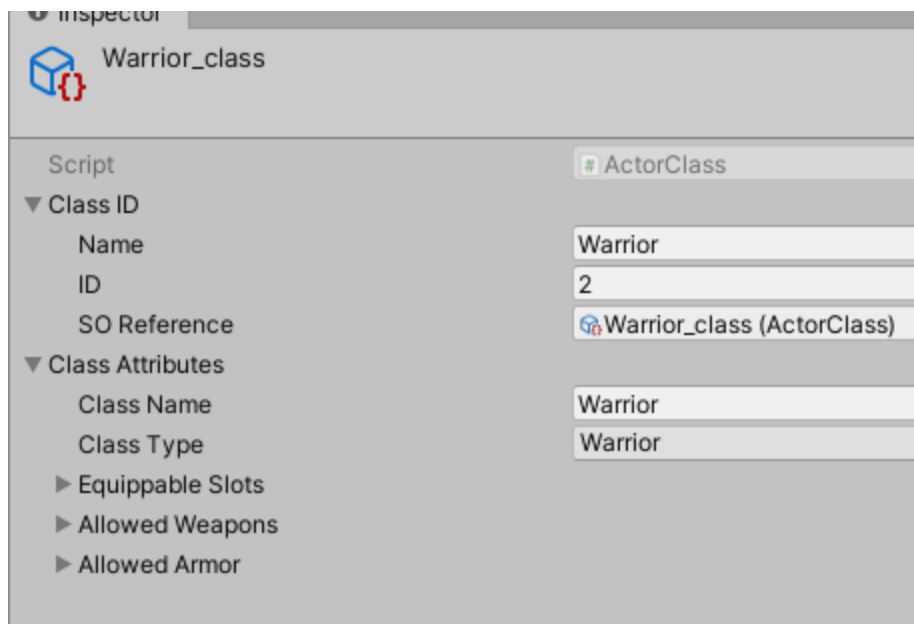 Inspector
Warrior_class
Script # ActorClass
Class ID
Name Warrior
ID 2
SO Reference Warrior_class (ActorClass)
Class Attributes
Class Name Warrior
Class Type Warrior
Equippable Slots
Allowed Weapons
Allowed Armor